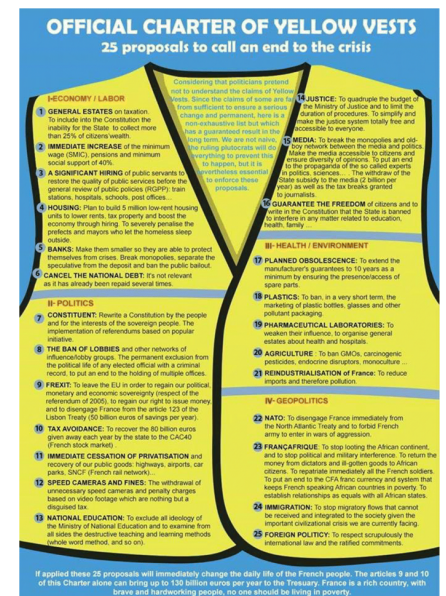 OFFICIAL CHARTER OF YELLOW VESTS
25 proposals to call an end to the crisis
Considering that politicians pretend
not to understand the claims of Yellow
Vests. Since the claims of some are far
from sufficient to ensure a serious
change and permanent, here is a
non-exhaustive list but which
has a guaranteed result in the
long term. We are not naive,
the ruling plutocrats will do
everything to prevent this
to happen, but it is
nevertheless essential
to enforce these
proposals.
I-ECONOMY / LABOR
1 GENERAL ESTATES on taxation.
To include into the Constitution the
inability for the State to collect more
than 25% of citizens'wealth.
2 IMMEDIATE INCREASE of the minimum
wage (SMIC), pensions and minimum
social support of 40%.
3 A SIGNIFICANT HIRING of public servants to
restore the quality of public services before the
general review of public policies (RGPP): train
stations, hospitals, schools, post offices...
4 HOUSING: Plan to build 5 million low-rent housing
units to lower rents, tax property and boost the
economy through hiring. To severely penalise the
prefects and mayors who let the homeless sleep
outside.
5 BANKS: Make them smaller so they are able to protect
themselves from crises. Break monopolies, separate the
speculative from the deposit and ban the public bailout.
6 CANCEL THE NATIONAL DEBT: It's not relevant
as it has already been repaid several times.
II- POLITICS
7 CONSTITUENT: Rewrite a Constitution by the people
and for the interests of the sovereign people. The
implementation of referendums based on popular
initiative.
8 THE BAN OF LOBBIES and other networks of
influence/lobby groups. The permanent exclusion from
the political life of any elected official with a criminal
record, to put an end to the holding of multiple offices.
9 FREXIT: To leave the EU in order to regain our political,
monetary and economic sovereignty (respect of the
referendum of 2005), to regain our right to issue money,
and to disengage France from the article 123 of the
Lisbon Treaty (50 billion euros of savings per year).
10 TAX AVOIDANCE: To recover the 80 billion euros
given away each year by the state to the CAC40
(French stock market) .
11 IMMEDIATE CESSATION OF PRIVATISATION and
recovery of our public goods: highways, airports, car
parks, SNCF (French rail network)...
12 SPEED CAMERAS AND FINES: The withdrawal of
unnecessary speed cameras and penalty charges
based on video footage which are nothing but a
disguised tax
13 NATIONAL EDUCATION: To exclude all ideology of
the Ministry of National Education and to examine from
all sides the destructive teaching and learning methods
(whole word method, and so on).
14 JUSTICE: To quadruple the budget of
the Ministry of Justice and to limit the
duration of procedures. To simplify and
make the justice system totally free and
accessible to everyone.
15 MEDIA: To break the monopolies and old-
boy network between the media and politics.
Make the media accessible to citizens and
ensure diversity of opinions. To put an end
to the propaganda of the so called experts
in politics, sciences... . The withdrawal of the
State subsidy to the media (2 billion per
year) as well as the tax breaks granted
to journalists.
16 GUARANTEE THE FREEDOM of citizens and to
write in the Constitution that the State is banned
to interfere in any matter related to education,
health, family ...
III- HEALTH / ENVIRONMENT
17 PLANNED OBSOLESCENCE: To extend the
manufacturer's guarantees to 10 years as a
minimum by ensuring the presence/access of
spare parts.
18 PLASTICS: To ban, in a very short term, the
marketing of plastic bottles, glasses and other
pollutant packaging.
19 PHARMACEUTICAL LABORATORIES: To
weaken their influence. to organise general
estates about health and hospitals.
20 AGRICULTURE : To ban GMOs, carcinogenic
pesticides, endocrine disruptors, monoculture ...
21 REINDUSTRIALISATION of France: To reduce
imports and therefore pollution.
IV- GEOPOLITICS
22 NATO: To disengage France immediately from
the North Atlantic Treaty and to forbid French
army to enter in wars of aggression.
23 FRANÇAFRIQUE: To stop looting the African continent,
and to stop political and military interference. To return the
money from dictators and ill-gotten goods to African
citizens. To repatriate immediately all the French soldiers.
To put an end to the CFA franc currency and system that
keeps French speaking African countries in poverty. To
establish relationships as equals with all African states.
24 IMMIGRATION: To stop migratory flows that cannot
be received and integrated to the society given the
important civilizational crisis we are currently facing.
25 FOREIGN POLITICY: To respect scrupulously the
international law and the ratified commitments.
If applied these 25 proposals will immediately change the daily life of the French people. The articles 9 and 10
of this Charter alone can bring up to 130 billion euros per year to the Tresuary. France is a rich country, with
brave and hardworking people, no one should be living in poverty.